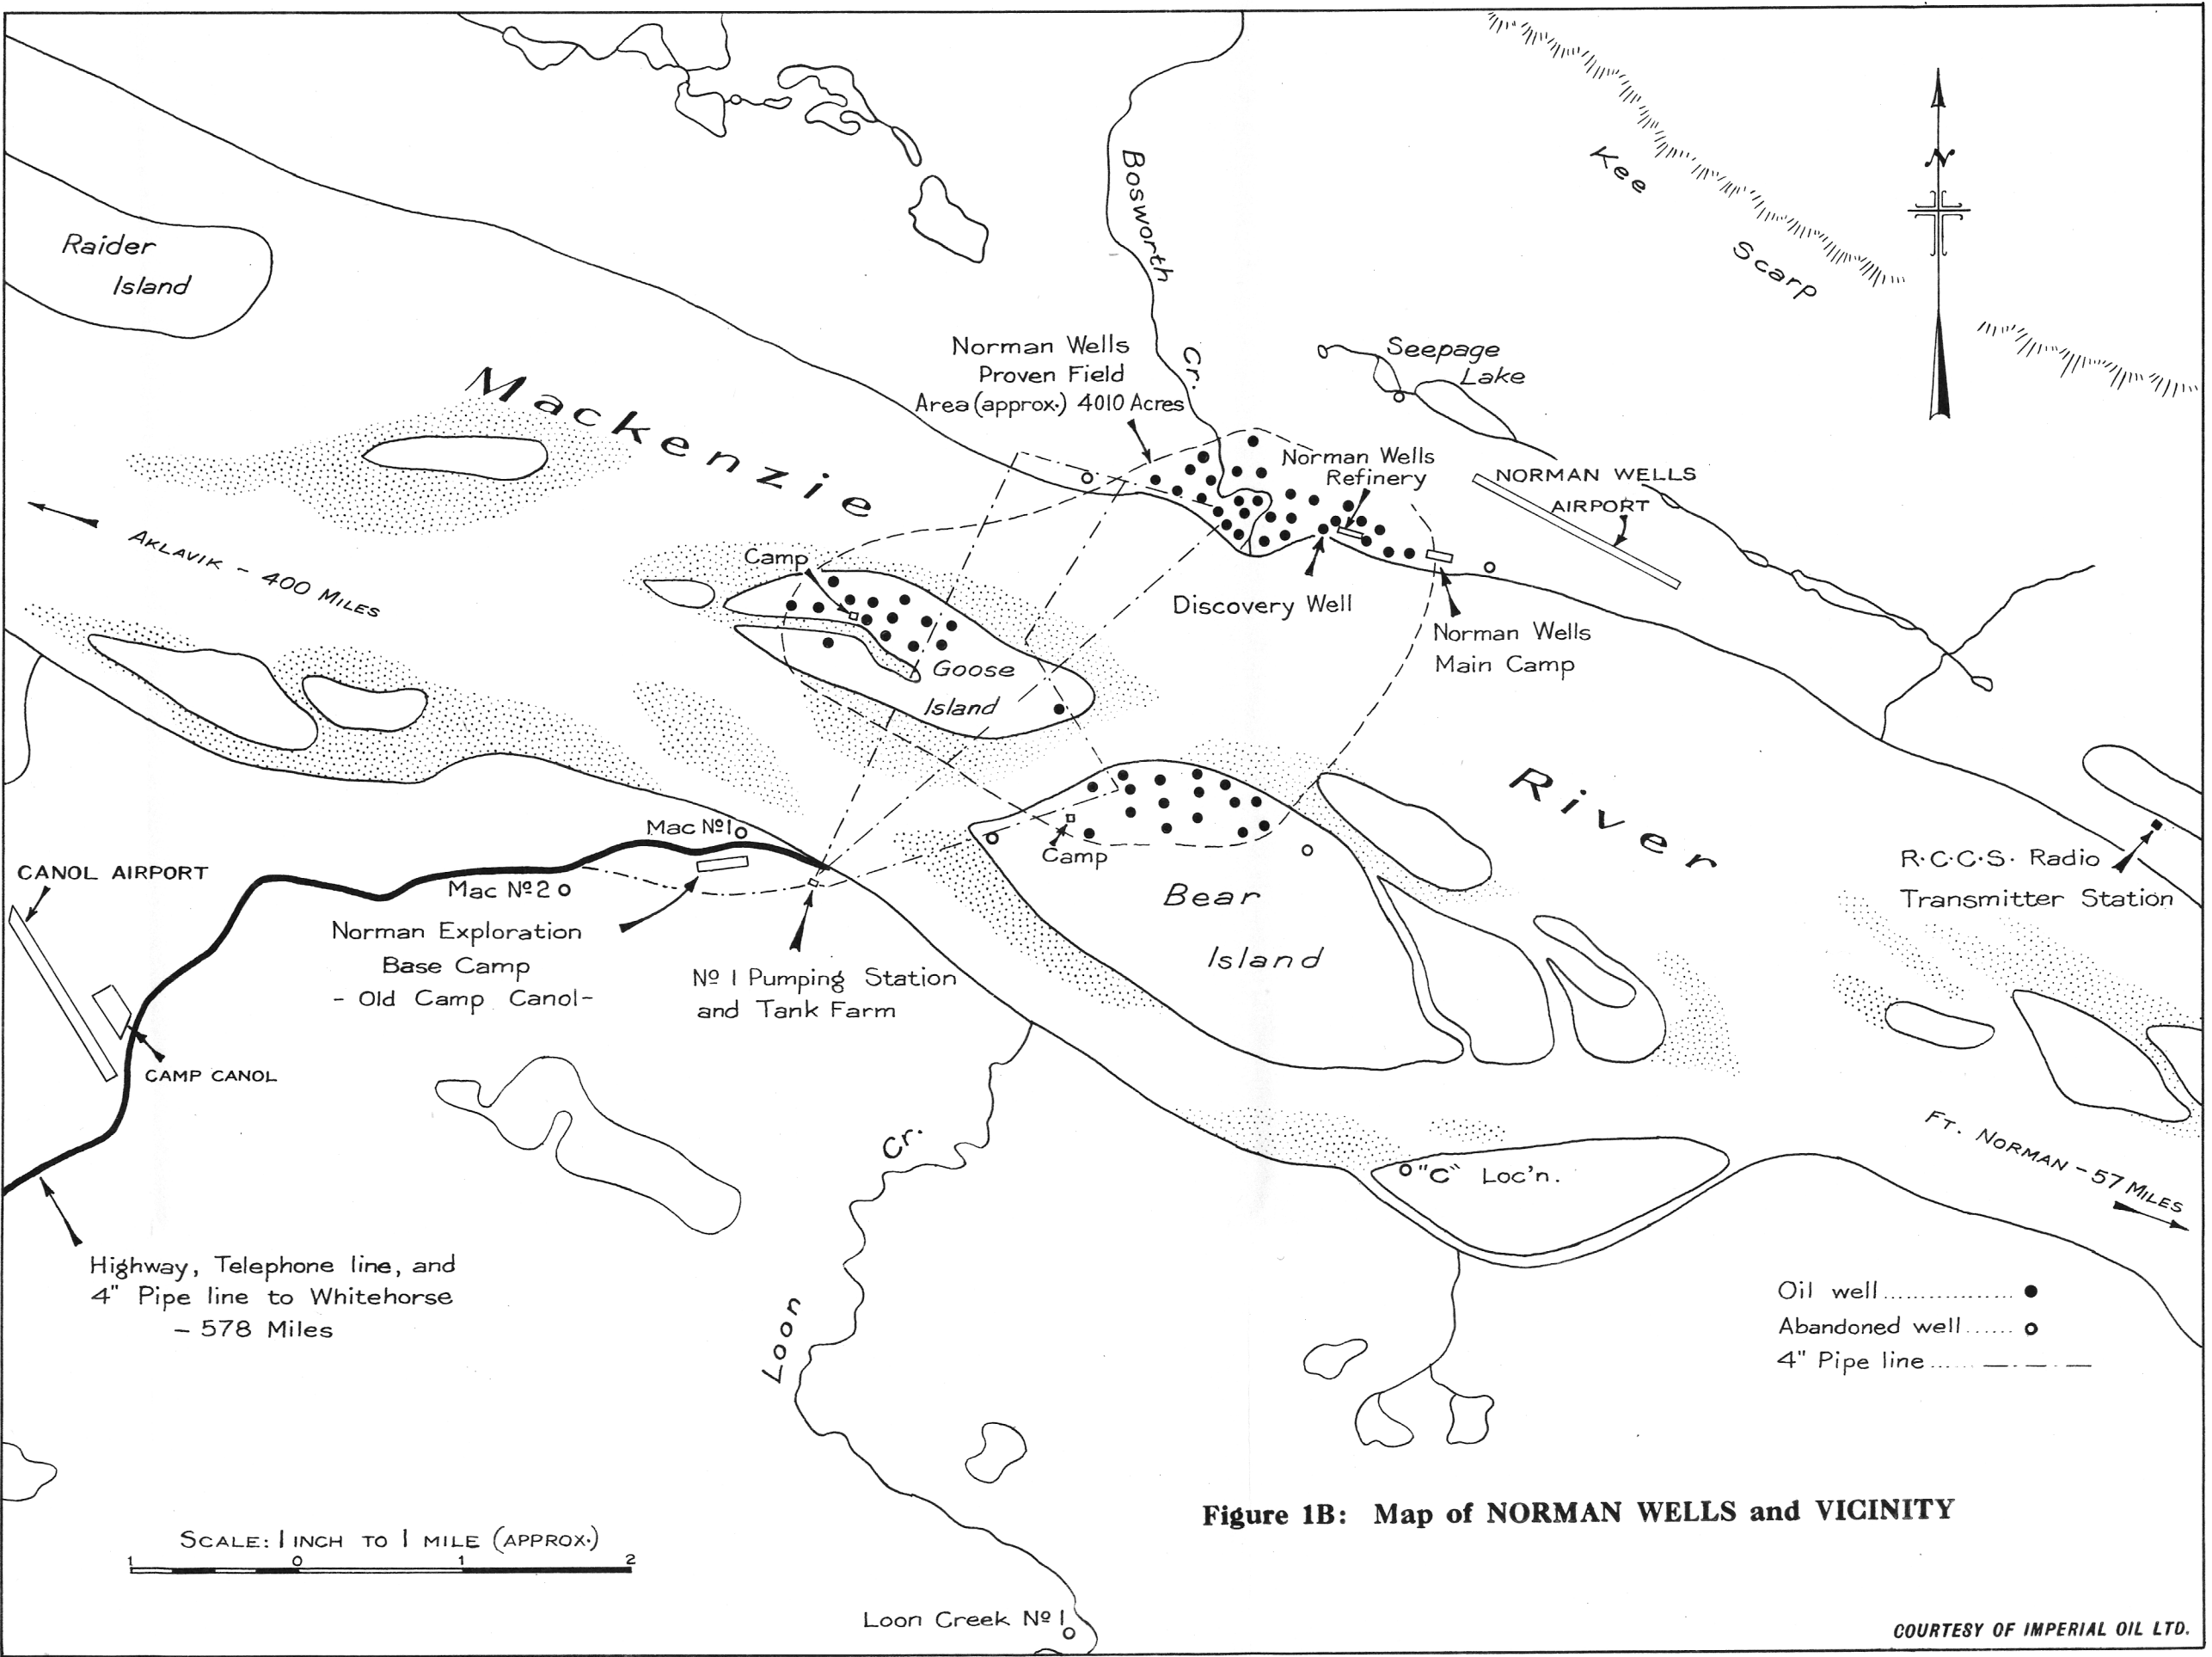 Raider
Island
Mackenzie
River
Bosworth
Cr.
Kee
Scarp
N
Norman Wells
Proven Field
Area (approx.) 4010 Acres
Seepage
Lake
Norman Wells
Refinery
NORMAN WELLS
AIRPORT
AKLAVIK - 400 MILES
Camp
Discovery Well
Norman Wells
Main Camp
Goose
Island
Mac Nº1
CANOL AIRPORT
Mac Nº2
Camp
R.C.C.S. Radio
Transmitter Station
Bear
Island
Norman Exploration
Base Camp
- Old Camp Canol-
Nº 1 Pumping Station
and Tank Farm
CAMP CANOL
FT. NORMAN - 57 MILES
Loon
Cr.
"C" Loc'n.
Highway, Telephone line, and
4" Pipe line to Whitehorse
- 578 Miles
Oil well
Abandoned well
4" Pipe line
Figure 1B: Map of NORMAN WELLS and VICINITY
SCALE: 1 INCH TO 1 MILE (APPROX.)
1 0 1 2
Loon Creek Nº 1
COURTESY OF IMPERIAL OIL LTD.